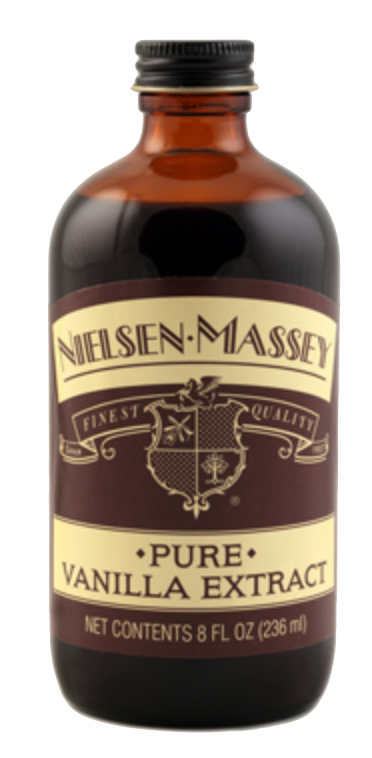 NIELSEN·MASSEY
FINEST QUALITY
®
•PURE•
VANILLA EXTRACT
NET CONTENTS 8 FL OZ (236 ml)